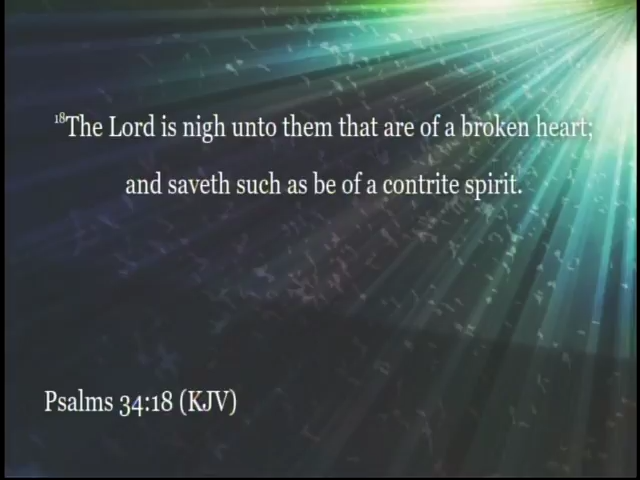 18The Lord is nigh unto them that are of a broken heart;
and saveth such as be of a contrite spirit.
Psalms 34:18 (KJV)